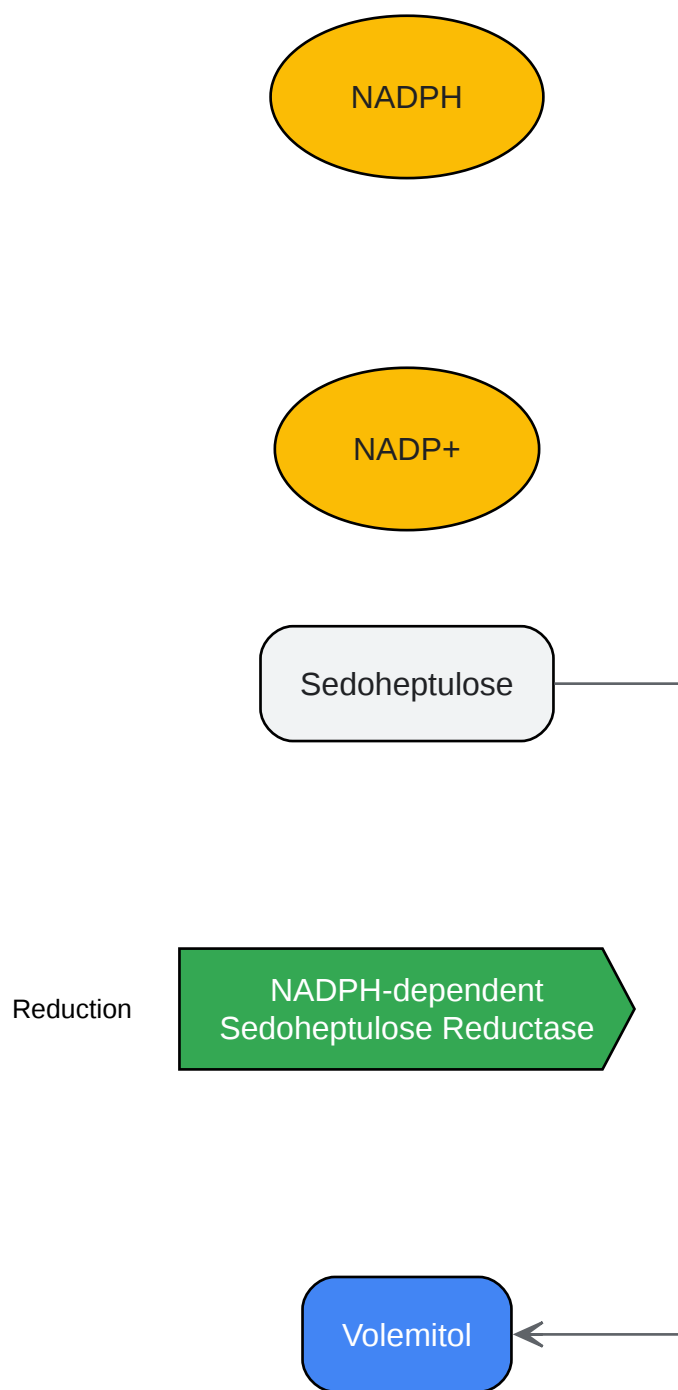 NADPH
NADP+
Sedoheptulose
Reduction
NADPH-dependent
Sedoheptulose Reductase
Volemitol